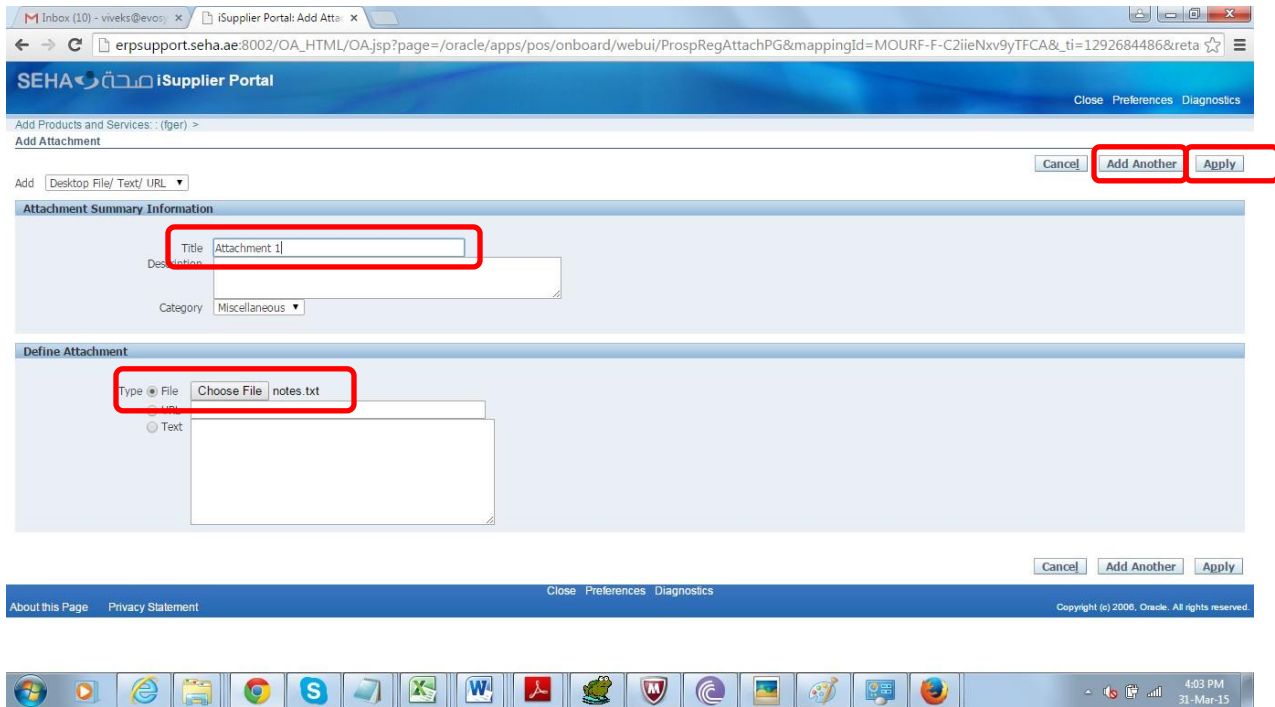 Inbox (10) - viveks@evosy
iSupplier Portal: Add Atta
erpsupport.seha.ae:8002/OA_HTML/OA.jsp?page=/oracle/apps/pos/onboard/webui/ProspRegAttachPG&mappingId=MOURF-F-C2iieNxv9yTFCA&_ti=1292684486&reta
SEHA صحة iSupplier Portal
Close Preferences Diagnostics
Add Products and Services: : (fger) >
Add Attachment
Cancel Add Another Apply
Add Desktop File/ Text/ URL
Attachment Summary Information
Title Attachment 1
Description
Category Miscellaneous
Define Attachment
Type File Choose File notes.txt
URL
Text
Cancel Add Another Apply
Close Preferences Diagnostics
About this Page Privacy Statement
Copyright (c) 2006, Oracle. All rights reserved.
4:03 PM
31-Mar-15